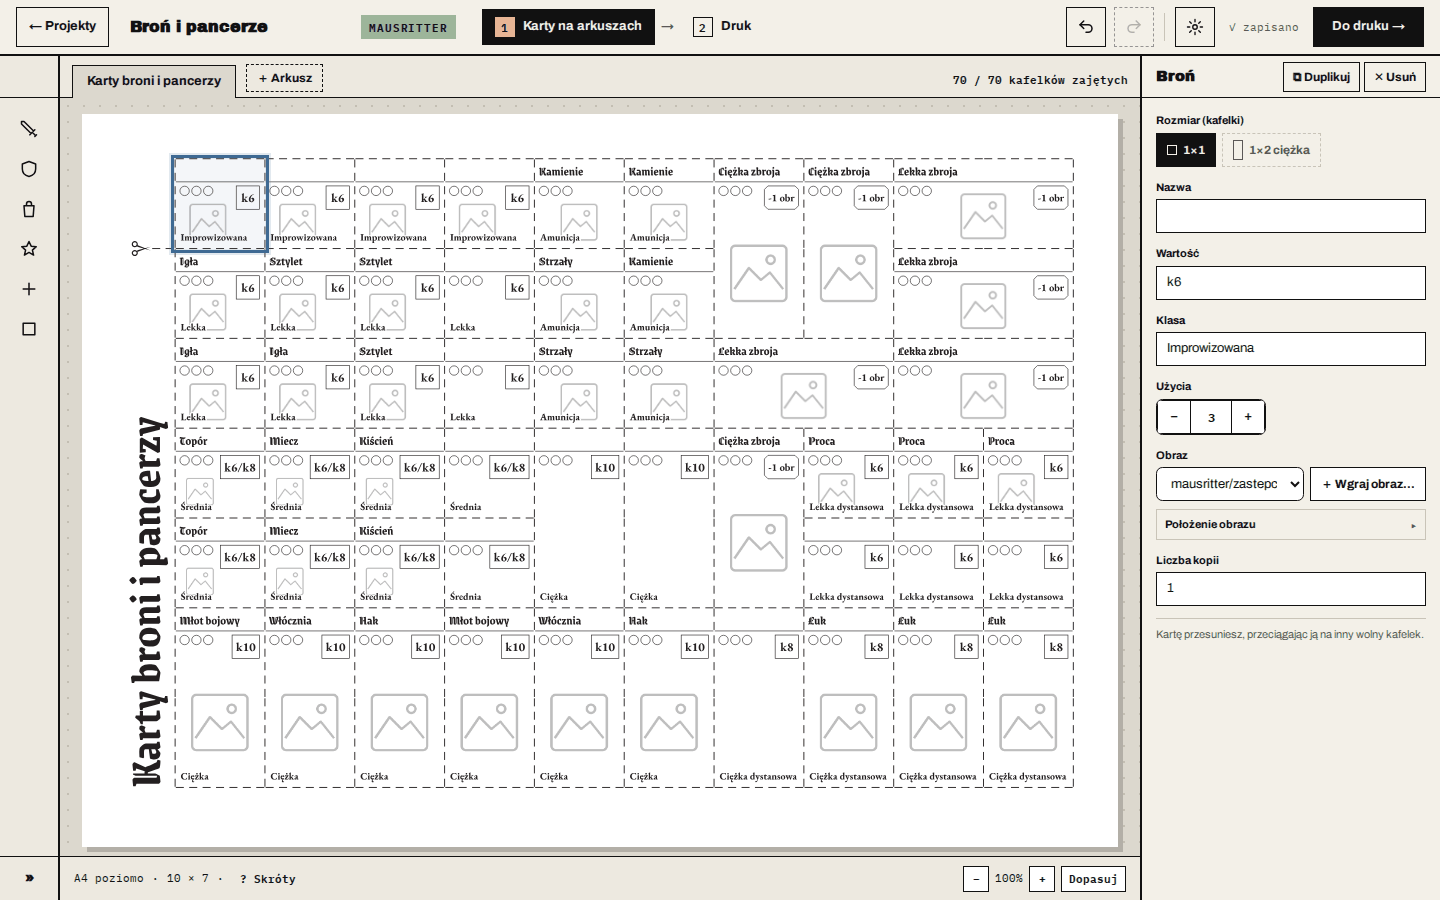 ← Projekty
Broń i pancerze
MAUSRITTER
1 Karty na arkuszach →
2 Druk
√ zapisano
Do druku →
Karty broni i pancerzy
+ Arkusz
70 / 70 kafelków zajętych
Broń
Duplikuj
× Usuń
Kamienie Kamienie Ciężka zbroja Ciężka zbroja Lekka zbroja
k6 k6 k6 k6 -1 obr -1 obr -1 obr
Improwizowana Improwizowana Improwizowana Improwizowana Amunicja Amunicja
Igła Sztylet Sztylet Strzały Kamienie Lekka zbroja
k6 k6 k6 k6 -1 obr
Lekka Lekka Lekka Lekka Amunicja Amunicja
Igła Igła Sztylet Strzały Strzały Lekka zbroja Lekka zbroja
k6 k6 k6 k6 -1 obr -1 obr
Lekka Lekka Lekka Lekka Amunicja Amunicja
Topór Miecz Kiścień Ciężka zbroja Proca Proca Proca
k6/k8 k6/k8 k6/k8 k6/k8 k10 k10 -1 obr k6 k6 k6
Średnia Średnia Średnia Średnia Lekka dystansowa Lekka dystansowa Lekka dystansowa
Topór Miecz Kiścień
k6/k8 k6/k8 k6/k8 k6/k8 k6 k6 k6
Średnia Średnia Średnia Średnia Ciężka Ciężka Lekka dystansowa Lekka dystansowa Lekka dystansowa
Młot bojowy Włócznia Hak Młot bojowy Włócznia Hak Łuk Łuk Łuk
k10 k10 k10 k10 k10 k10 k8 k8 k8 k8
Ciężka Ciężka Ciężka Ciężka Ciężka Ciężka Ciężka dystansowa Ciężka dystansowa Ciężka dystansowa Ciężka dystansowa
Karty broni i pancerzy
Rozmiar (kafelki)
1×1
1×2 ciężka
Nazwa
Wartość
k6
Klasa
Improwizowana
Użycia
− 3 +
Obraz
mausritter/zastępc
+ Wgraj obraz...
Położenie obrazu
Liczba kopii
1
Kartę przesuniesz, przeciągając ją na inny wolny kafelek.
»
A4 poziomo · 10 × 7 ·
? Skróty
− 100% +
Dopasuj